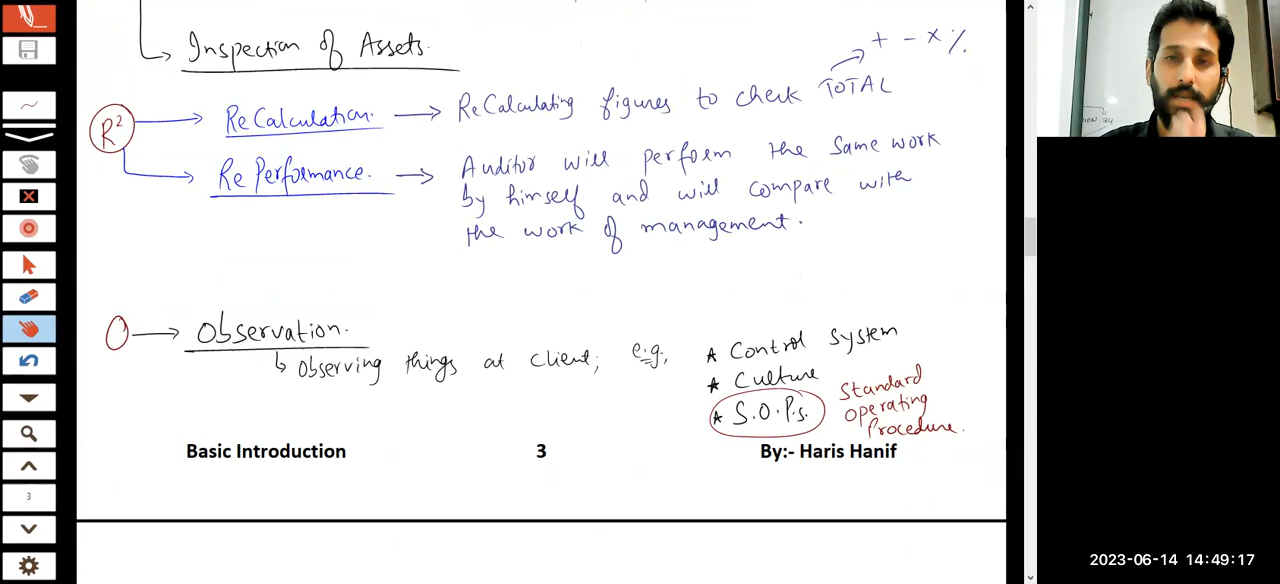 Inspection of Assets.
+ - × %
R² ReCalculation. → ReCalculating figures to check TOTAL
RePerformance. → Auditor will perform the same work
by himself and will compare with
the work of management.
O → Observation.
observing things at client; e.g,
* Control System
* Culture
* S.O.P.s.
Standard
Operating
Procedure.
Basic Introduction 3 By:- Haris Hanif
3
2023-06-14 14:49:17